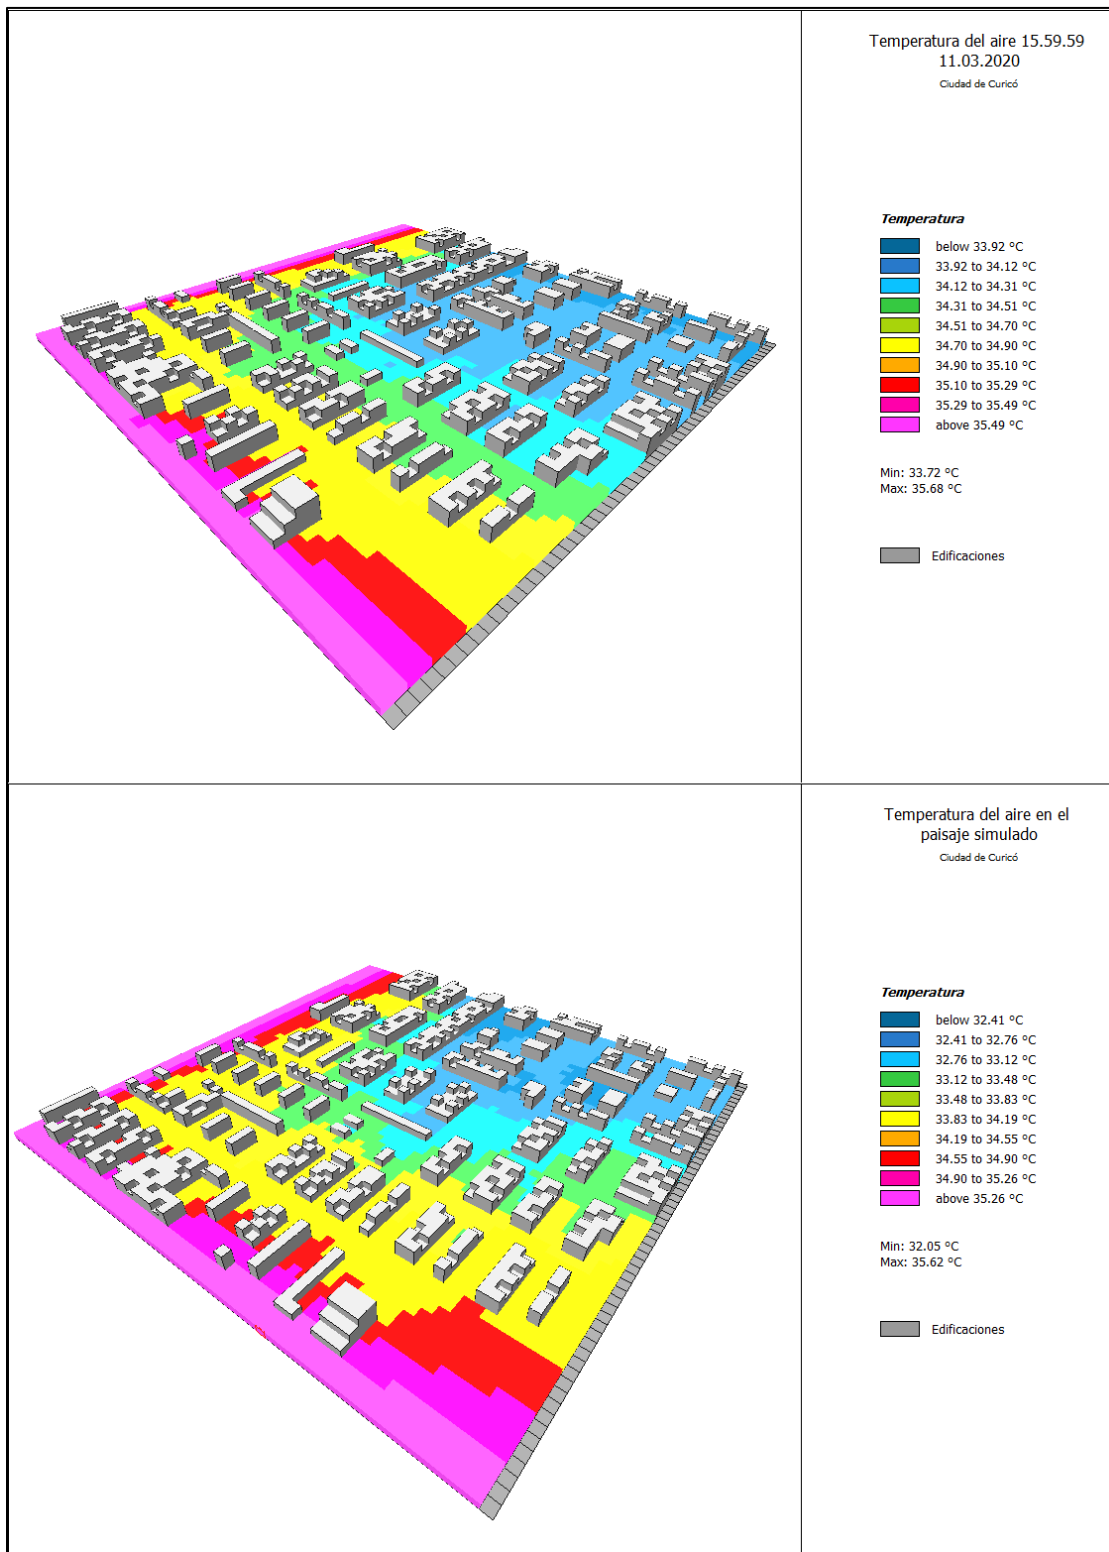 Temperatura del aire 15.59.59
11.03.2020
Ciudad de Curicó
Temperatura
below 33.92 °C
33.92 to 34.12 °C
34.12 to 34.31 °C
34.31 to 34.51 °C
34.51 to 34.70 °C
34.70 to 34.90 °C
34.90 to 35.10 °C
35.10 to 35.29 °C
35.29 to 35.49 °C
above 35.49 °C
Min: 33.72 °C
Max: 35.68 °C
Edificaciones
Temperatura del aire en el
paisaje simulado
Ciudad de Curicó
Temperatura
below 32.41 °C
32.41 to 32.76 °C
32.76 to 33.12 °C
33.12 to 33.48 °C
33.48 to 33.83 °C
33.83 to 34.19 °C
34.19 to 34.55 °C
34.55 to 34.90 °C
34.90 to 35.26 °C
above 35.26 °C
Min: 32.05 °C
Max: 35.62 °C
Edificaciones